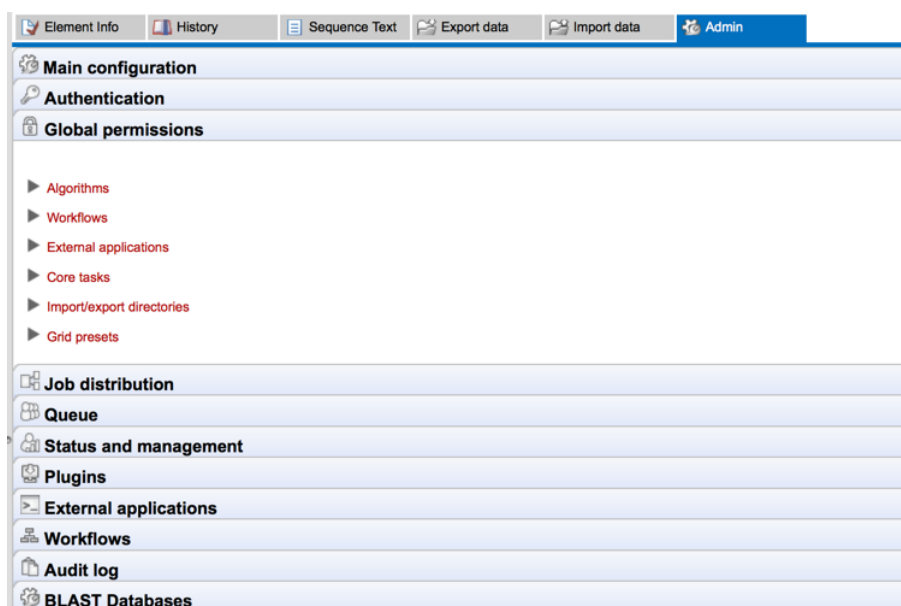 Element Info History Sequence Text Export data Import data Admin
Main configuration
Authentication
Global permissions
Algorithms
Workflows
External applications
Core tasks
Import/export directories
Grid presets
Job distribution
Queue
Status and management
Plugins
External applications
Workflows
Audit log
BLAST Databases